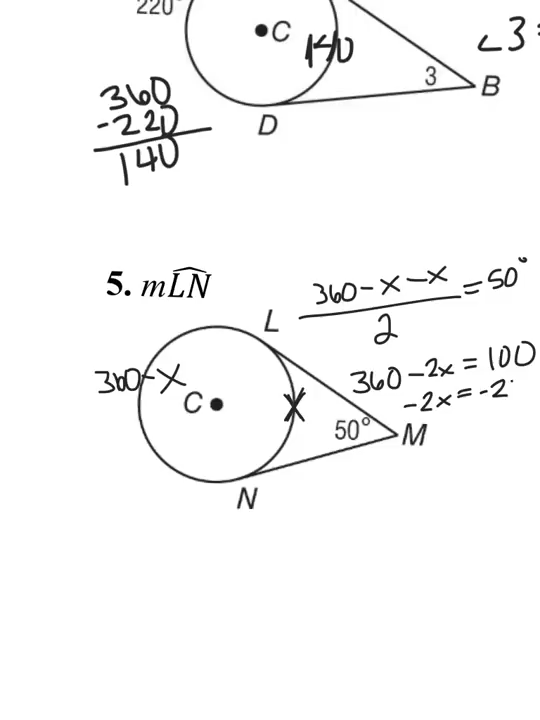 220°
C
140
∠3 =
3
B
D
360
-220
140
5. mLN
(360-x-x)/2 = 50°
L
360-2x = 100
-2x = -2
360-x
C
x
50°
M
N